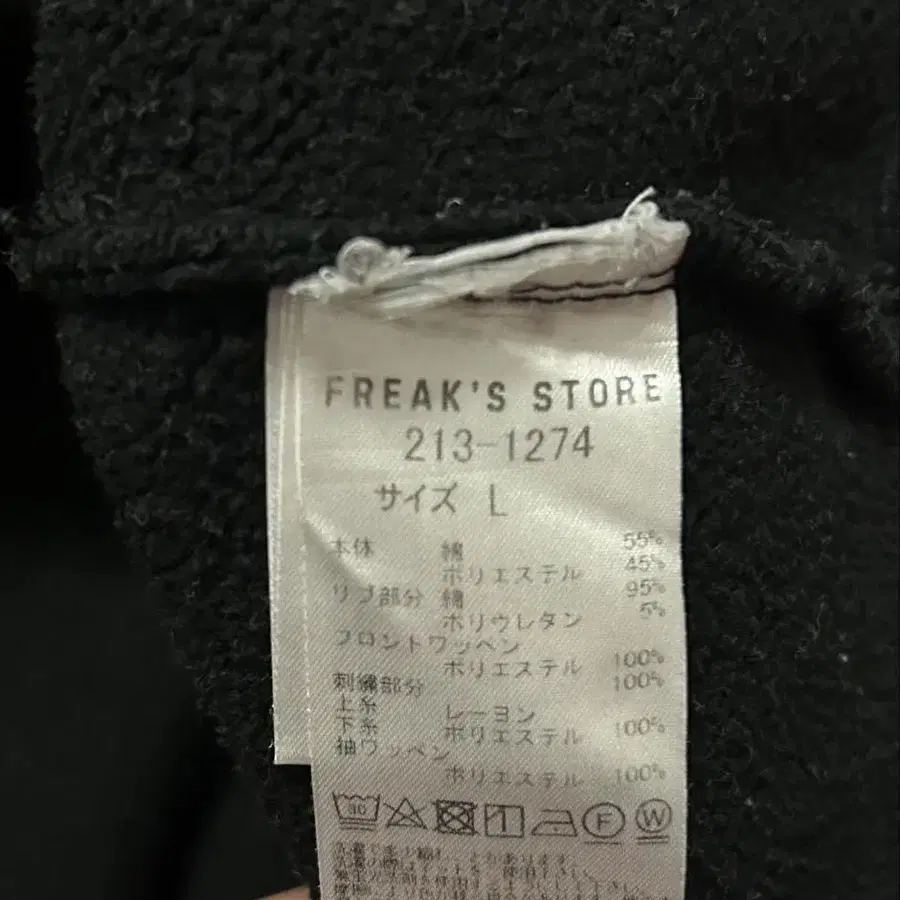 FREAK'S STORE
213-1274
サイズ L
本体 綿 55%
ポリエステル 45%
リブ部分 綿 95%
ポリウレタン 5%
フロントワッペン
ポリエステル 100%
刺繍部分 100%
上糸 レーヨン
下糸 ポリエステル 100%
袖ワッペン
ポリエステル 100%
30 F W